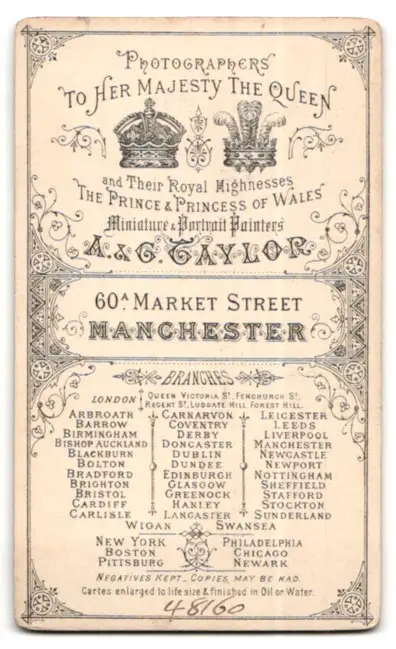 PHOTOGRAPHERS
TO HER MAJESTY THE QUEEN
and Their Royal Highnesses
THE PRINCE & PRINCESS OF WALES
Miniature & Portrait Painters
A. & G. TAYLOR
60A MARKET STREET
MANCHESTER
BRANCHES
LONDON QUEEN VICTORIA ST, FENCHURCH ST,
REGENT ST, LUDGATE HILL, FOREST HILL.
ARBROATH CARNARVON LEICESTER
BARROW COVENTRY LEEDS
BIRMINGHAM DERBY LIVERPOOL
BISHOP AUCKLAND DONCASTER MANCHESTER
BLACKBURN DUBLIN NEWCASTLE
BOLTON DUNDEE NEWPORT
BRADFORD EDINBURGH NOTTINGHAM
BRIGHTON GLASGOW SHEFFIELD
BRISTOL GREENOCK STAFFORD
CARDIFF HANLEY STOCKTON
CARLISLE LANCASTER SUNDERLAND
WIGAN SWANSEA
NEW YORK PHILADELPHIA
BOSTON CHICAGO
PITTSBURG NEWARK
NEGATIVES KEPT_ COPIES MAY BE HAD.
Cartes enlarged to life size & finished in Oil or Water.
48160